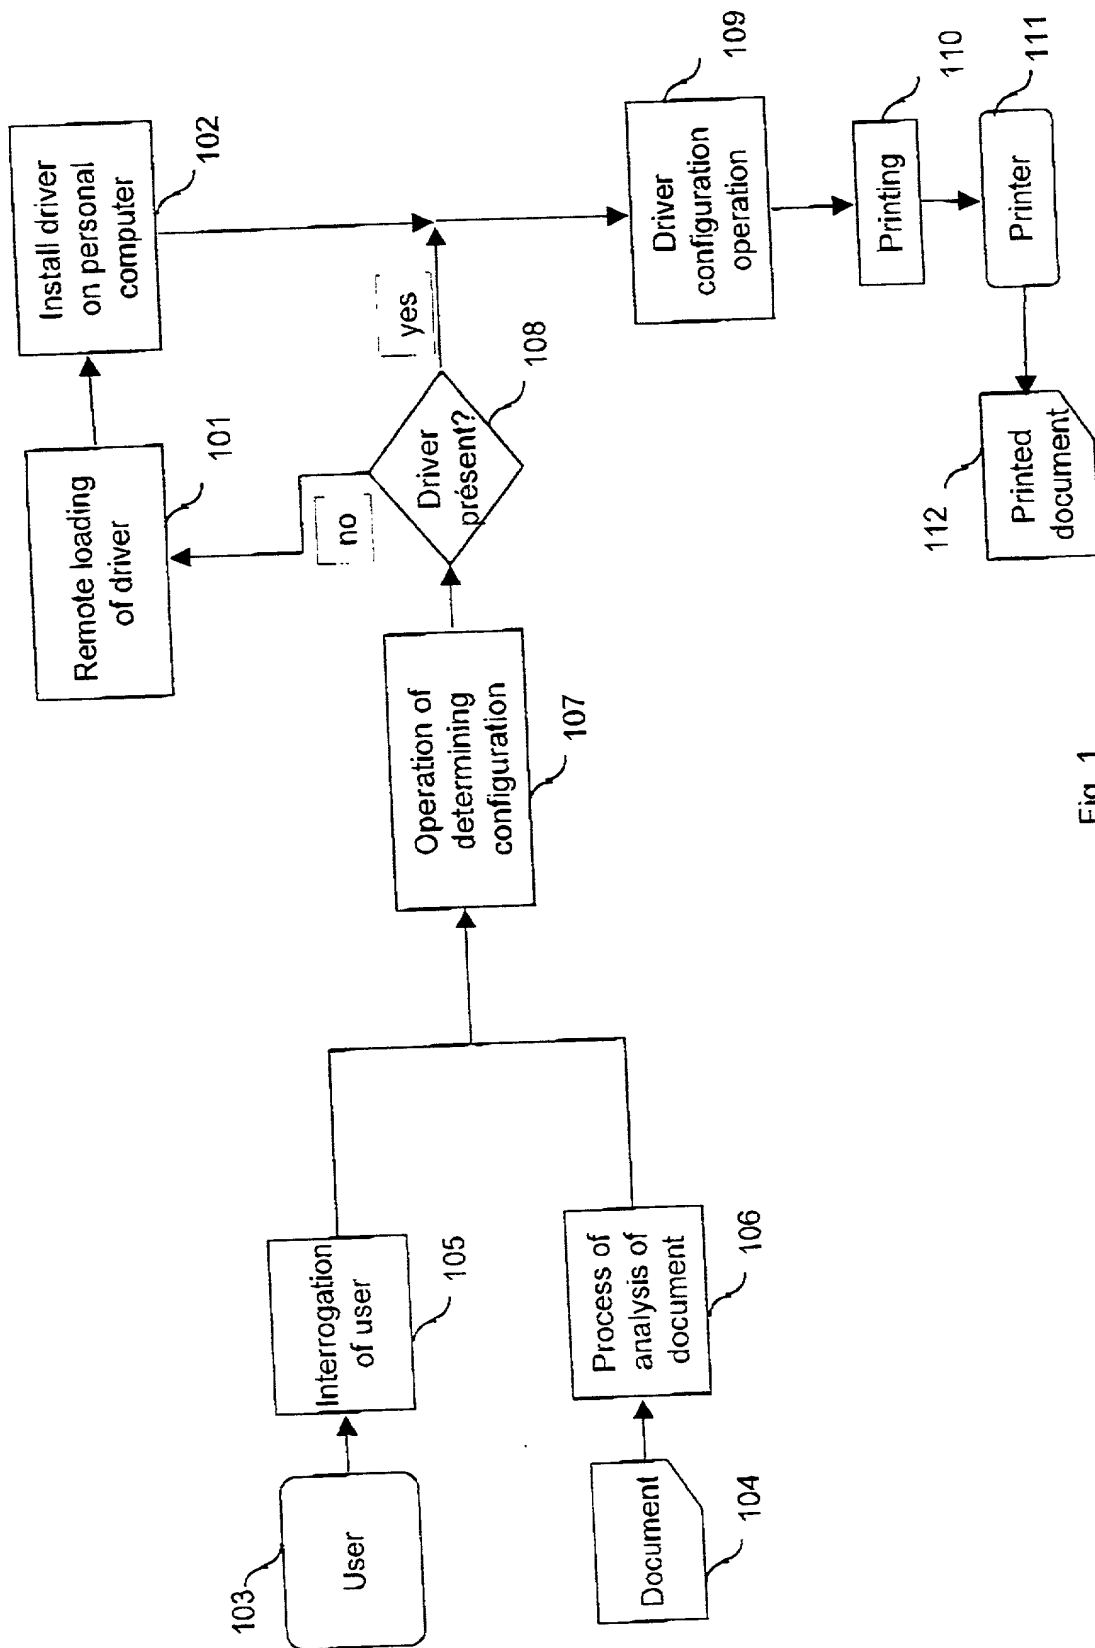 103
User
Interrogation
of user
105
Document
104
Process of
analysis of
document
106
Operation of
determining
configuration
107
Driver
présent?
108
no
yes
Remote loading
of driver
101
Install driver
on personal
computer
102
Driver
configuration
operation
109
Printing
110
Printer
111
Printed
document
112
Fig. 1